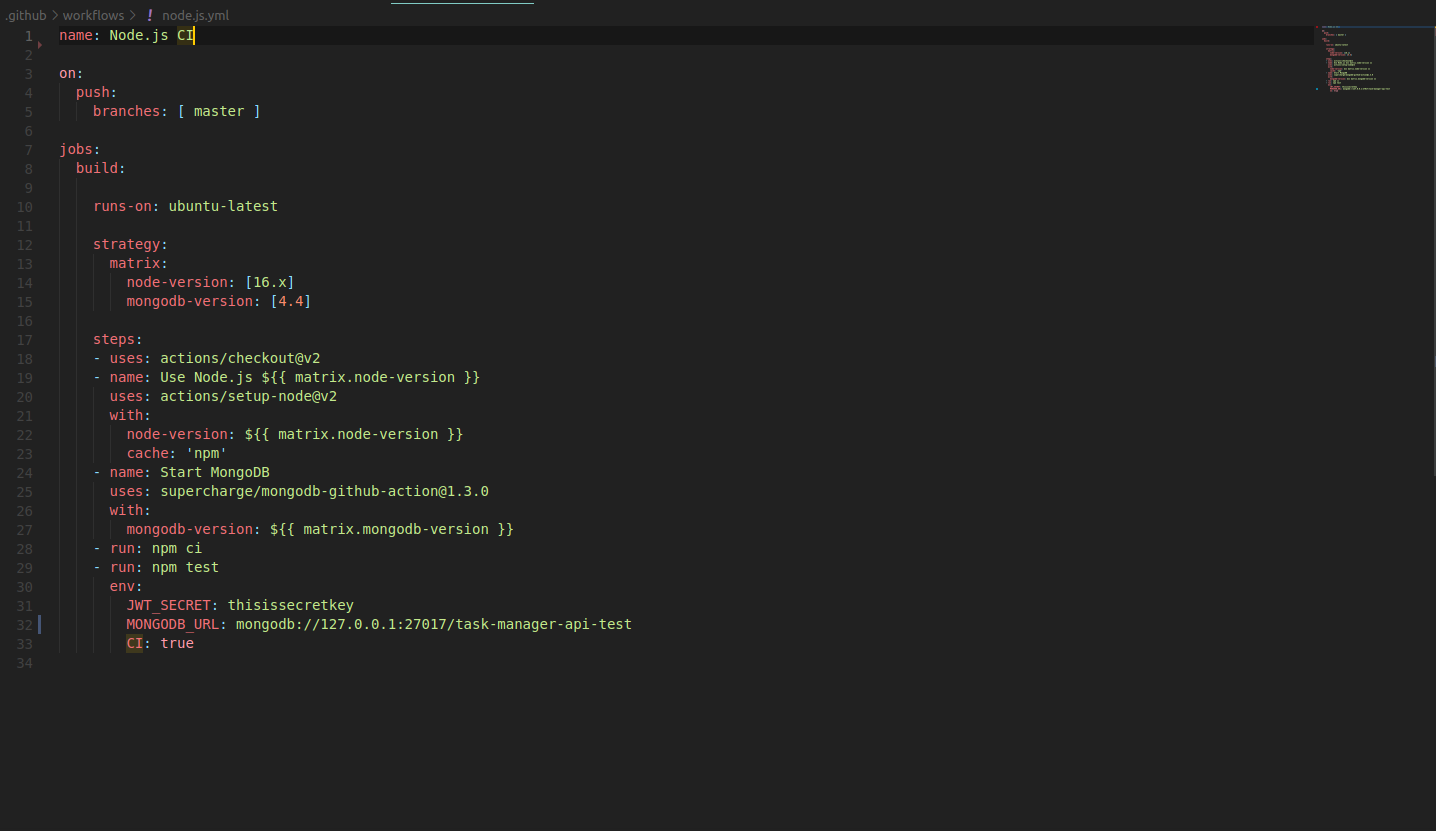 .github > workflows > ! node.js.yml
1 name: Node.js CI
2
3 on:
4   push:
5     branches: [ master ]
6
7 jobs:
8   build:
9
10     runs-on: ubuntu-latest
11
12     strategy:
13       matrix:
14         node-version: [16.x]
15         mongodb-version: [4.4]
16
17     steps:
18     - uses: actions/checkout@v2
19     - name: Use Node.js ${{ matrix.node-version }}
20       uses: actions/setup-node@v2
21       with:
22         node-version: ${{ matrix.node-version }}
23         cache: 'npm'
24     - name: Start MongoDB
25       uses: supercharge/mongodb-github-action@1.3.0
26       with:
27         mongodb-version: ${{ matrix.mongodb-version }}
28     - run: npm ci
29     - run: npm test
30       env:
31         JWT_SECRET: thisissecretkey
32         MONGODB_URL: mongodb://127.0.0.1:27017/task-manager-api-test
33         CI: true
34